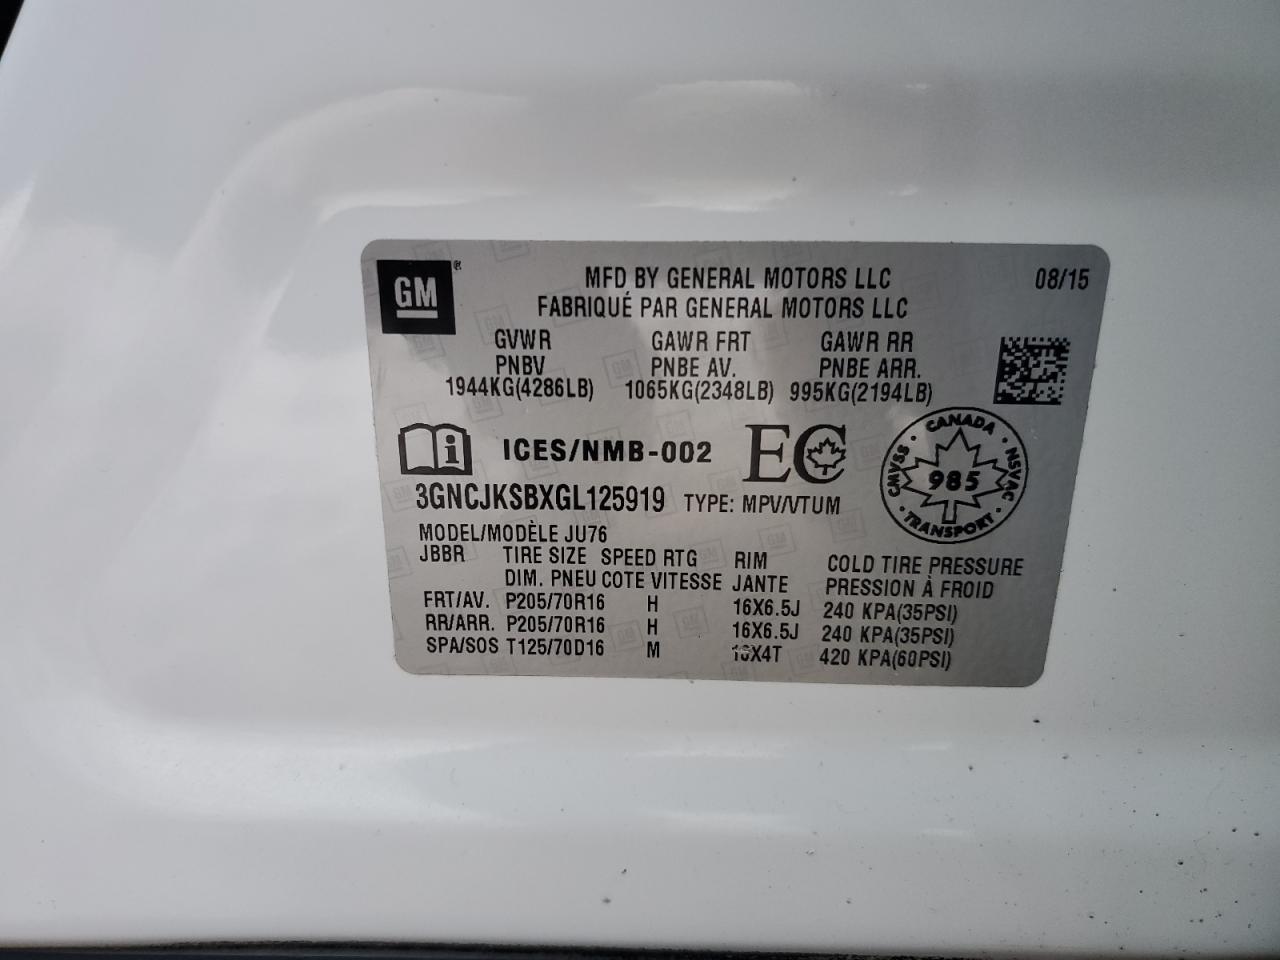 GM
MFD BY GENERAL MOTORS LLC 08/15
FABRIQUÉ PAR GENERAL MOTORS LLC
GVWR GAWR FRT GAWR RR
PNBV PNBE AV. PNBE ARR.
1944KG(4286LB) 1065KG(2348LB) 995KG(2194LB)
ICES/NMB-002 EC
CANADA
CMVSS 985 NSVAC
TRANSPORT
3GNCJKSBXGL125919 TYPE: MPV/VTUM
MODEL/MODÈLE JU76
JBBR TIRE SIZE SPEED RTG RIM COLD TIRE PRESSURE
DIM. PNEU COTE VITESSE JANTE PRESSION À FROID
FRT/AV. P205/70R16 H 16X6.5J 240 KPA(35PSI)
RR/ARR. P205/70R16 H 16X6.5J 240 KPA(35PSI)
SPA/SOS T125/70D16 M 16X4T 420 KPA(60PSI)